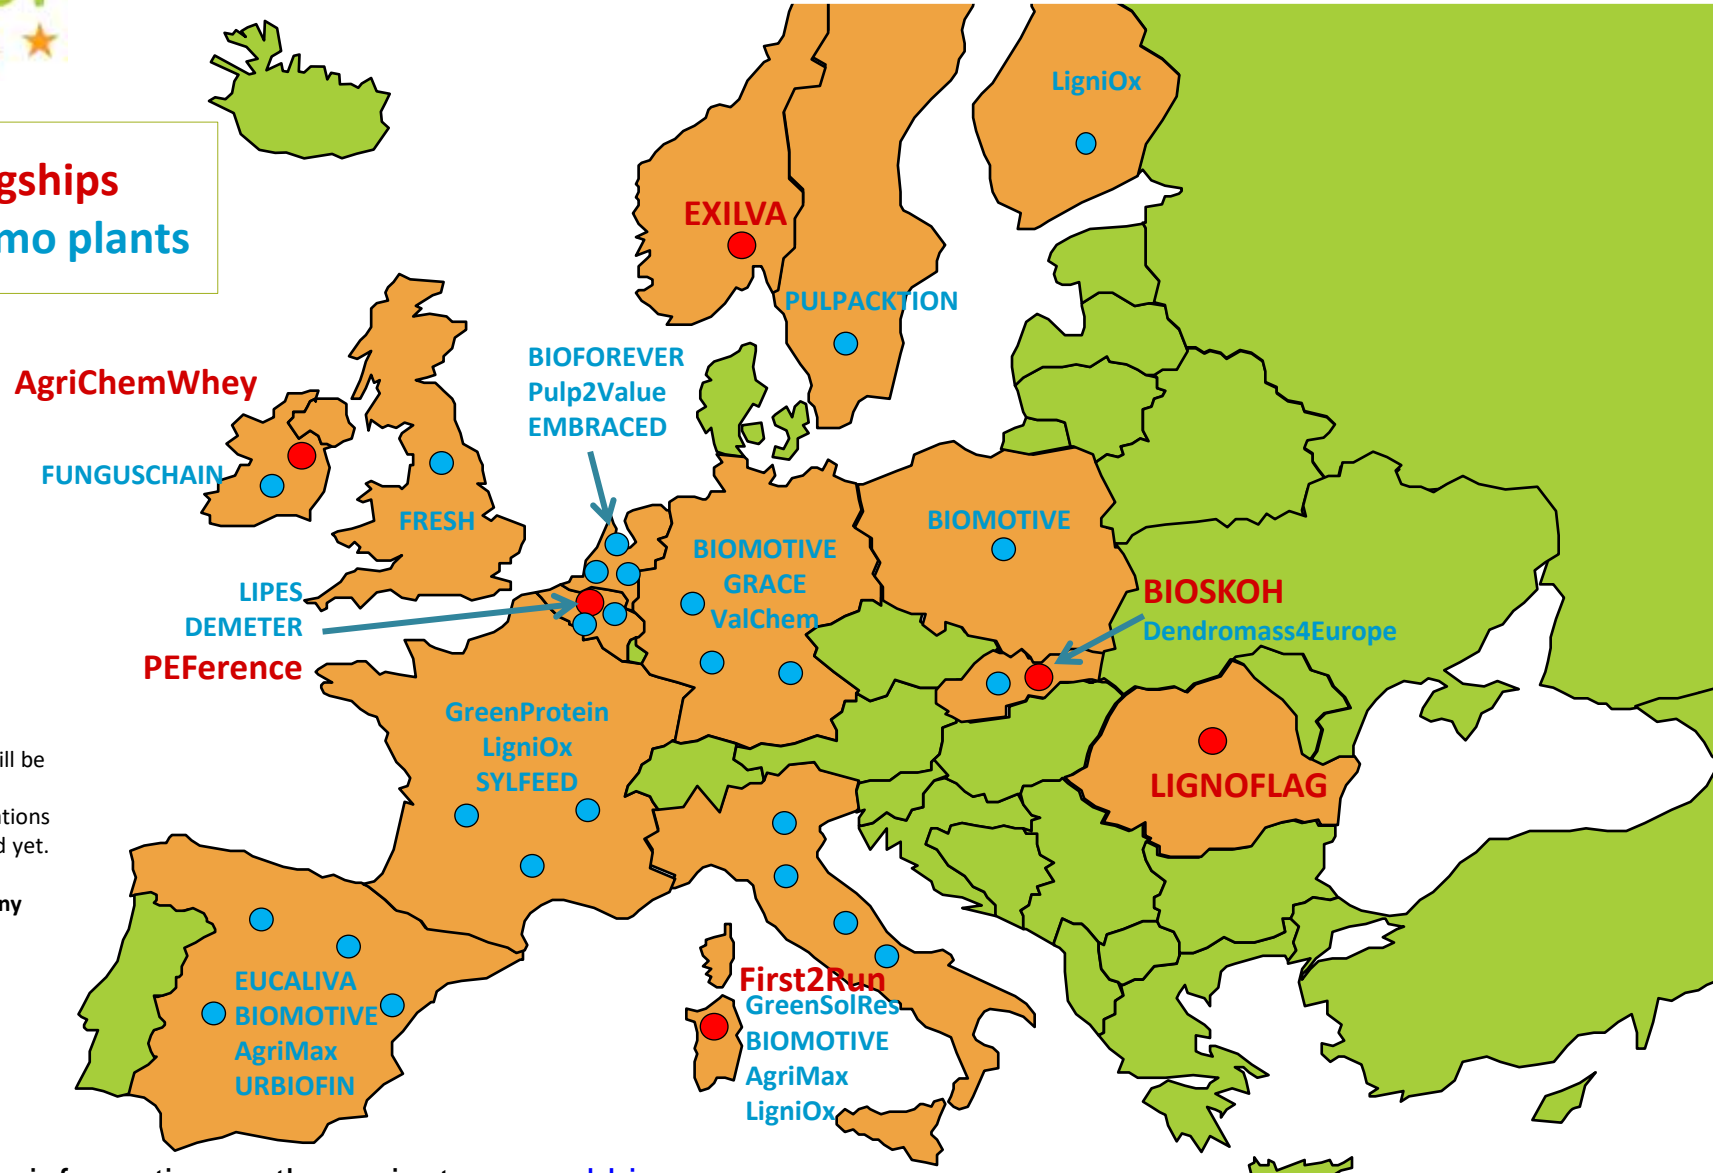 gships
mo plants
LigniOx
EXILVA
PULPACKTION
BIOFOREVER
Pulp2Value
EMBRACED
AgriChemWhey
FUNGUSCHAIN
FRESH
BIOMOTIVE
GRACE
ValChem
BIOMOTIVE
LIPES
DEMETER
PEFerence
BIOSKOH
Dendromass4Europe
GreenProtein
LigniOx
SYLFEED
LIGNOFLAG
ill be
tions
d yet.
ny
EUCALIVA
BIOMOTIVE
AgriMax
URBIOFIN
First2Run
GreenSolRes
BIOMOTIVE
AgriMax
LigniOx